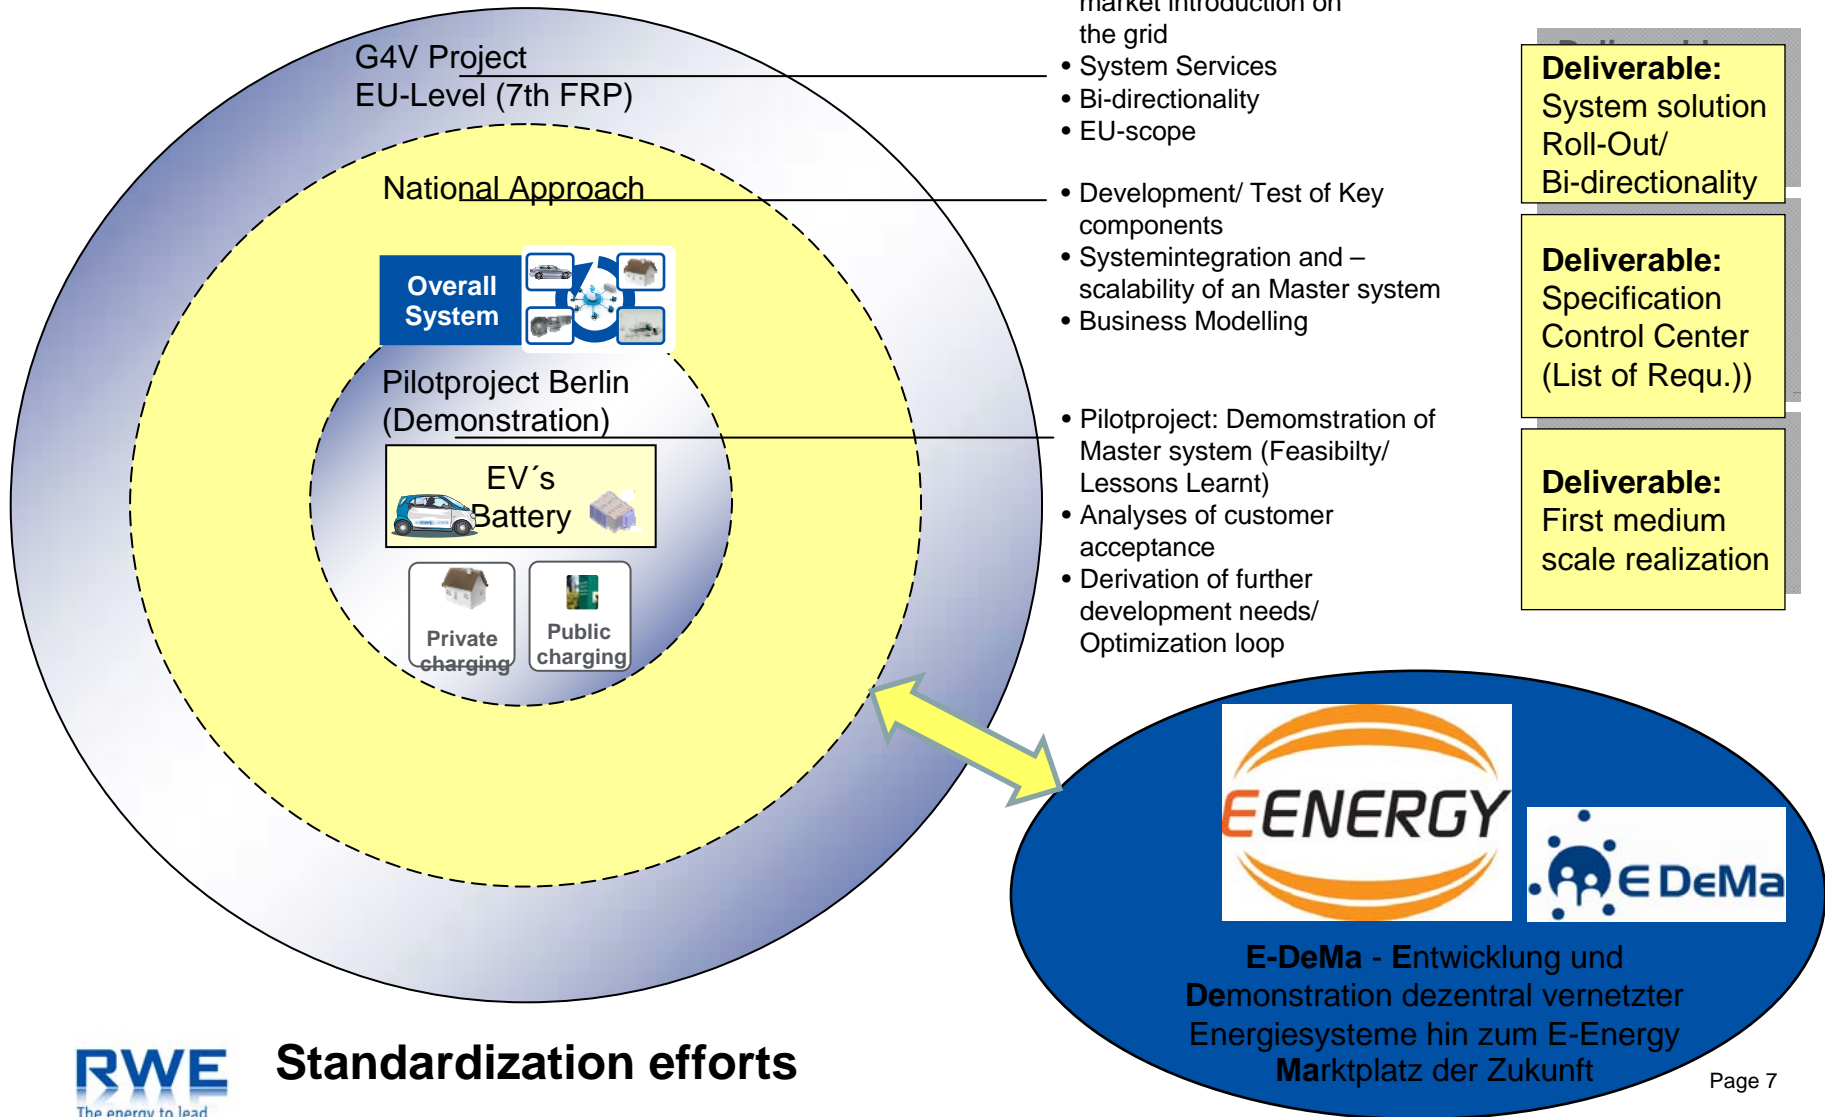 G4V Project
EU-Level (7th FRP)
National Approach
Overall
System
Pilotproject Berlin
(Demonstration)
EV´s
Battery
Private
charging
Public
charging
market introduction on
the grid
• System Services
• Bi-directionality
• EU-scope
• Development/ Test of Key
components
• Systemintegration and –
scalability of an Master system
• Business Modelling
• Pilotproject: Demomstration of
Master system (Feasibilty/
Lessons Learnt)
• Analyses of customer
acceptance
• Derivation of further
development needs/
Optimization loop
Deliverable:
System solution
Roll-Out/
Bi-directionality
Deliverable:
Specification
Control Center
(List of Requ.))
Deliverable:
First medium
scale realization
EENERGY
E DeMa
E-DeMa - Entwicklung und
Demonstration dezentral vernetzter
Energiesysteme hin zum E-Energy
Marktplatz der Zukunft
RWE
The energy to lead
Standardization efforts
Page 7